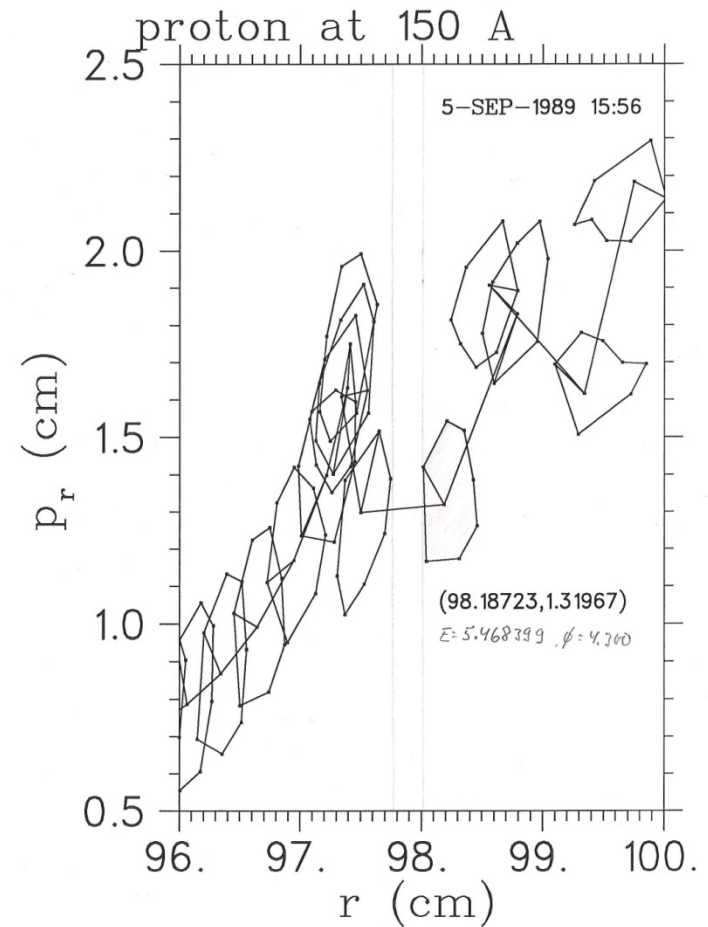 proton at 150 A
2.5
5-SEP-1989 15:56
2.0
1.5
1.0
0.5
p_r (cm)
(98.18723,1.31967)
E=5.468399, φ=4.300
96. 97. 98. 99. 100.
r (cm)